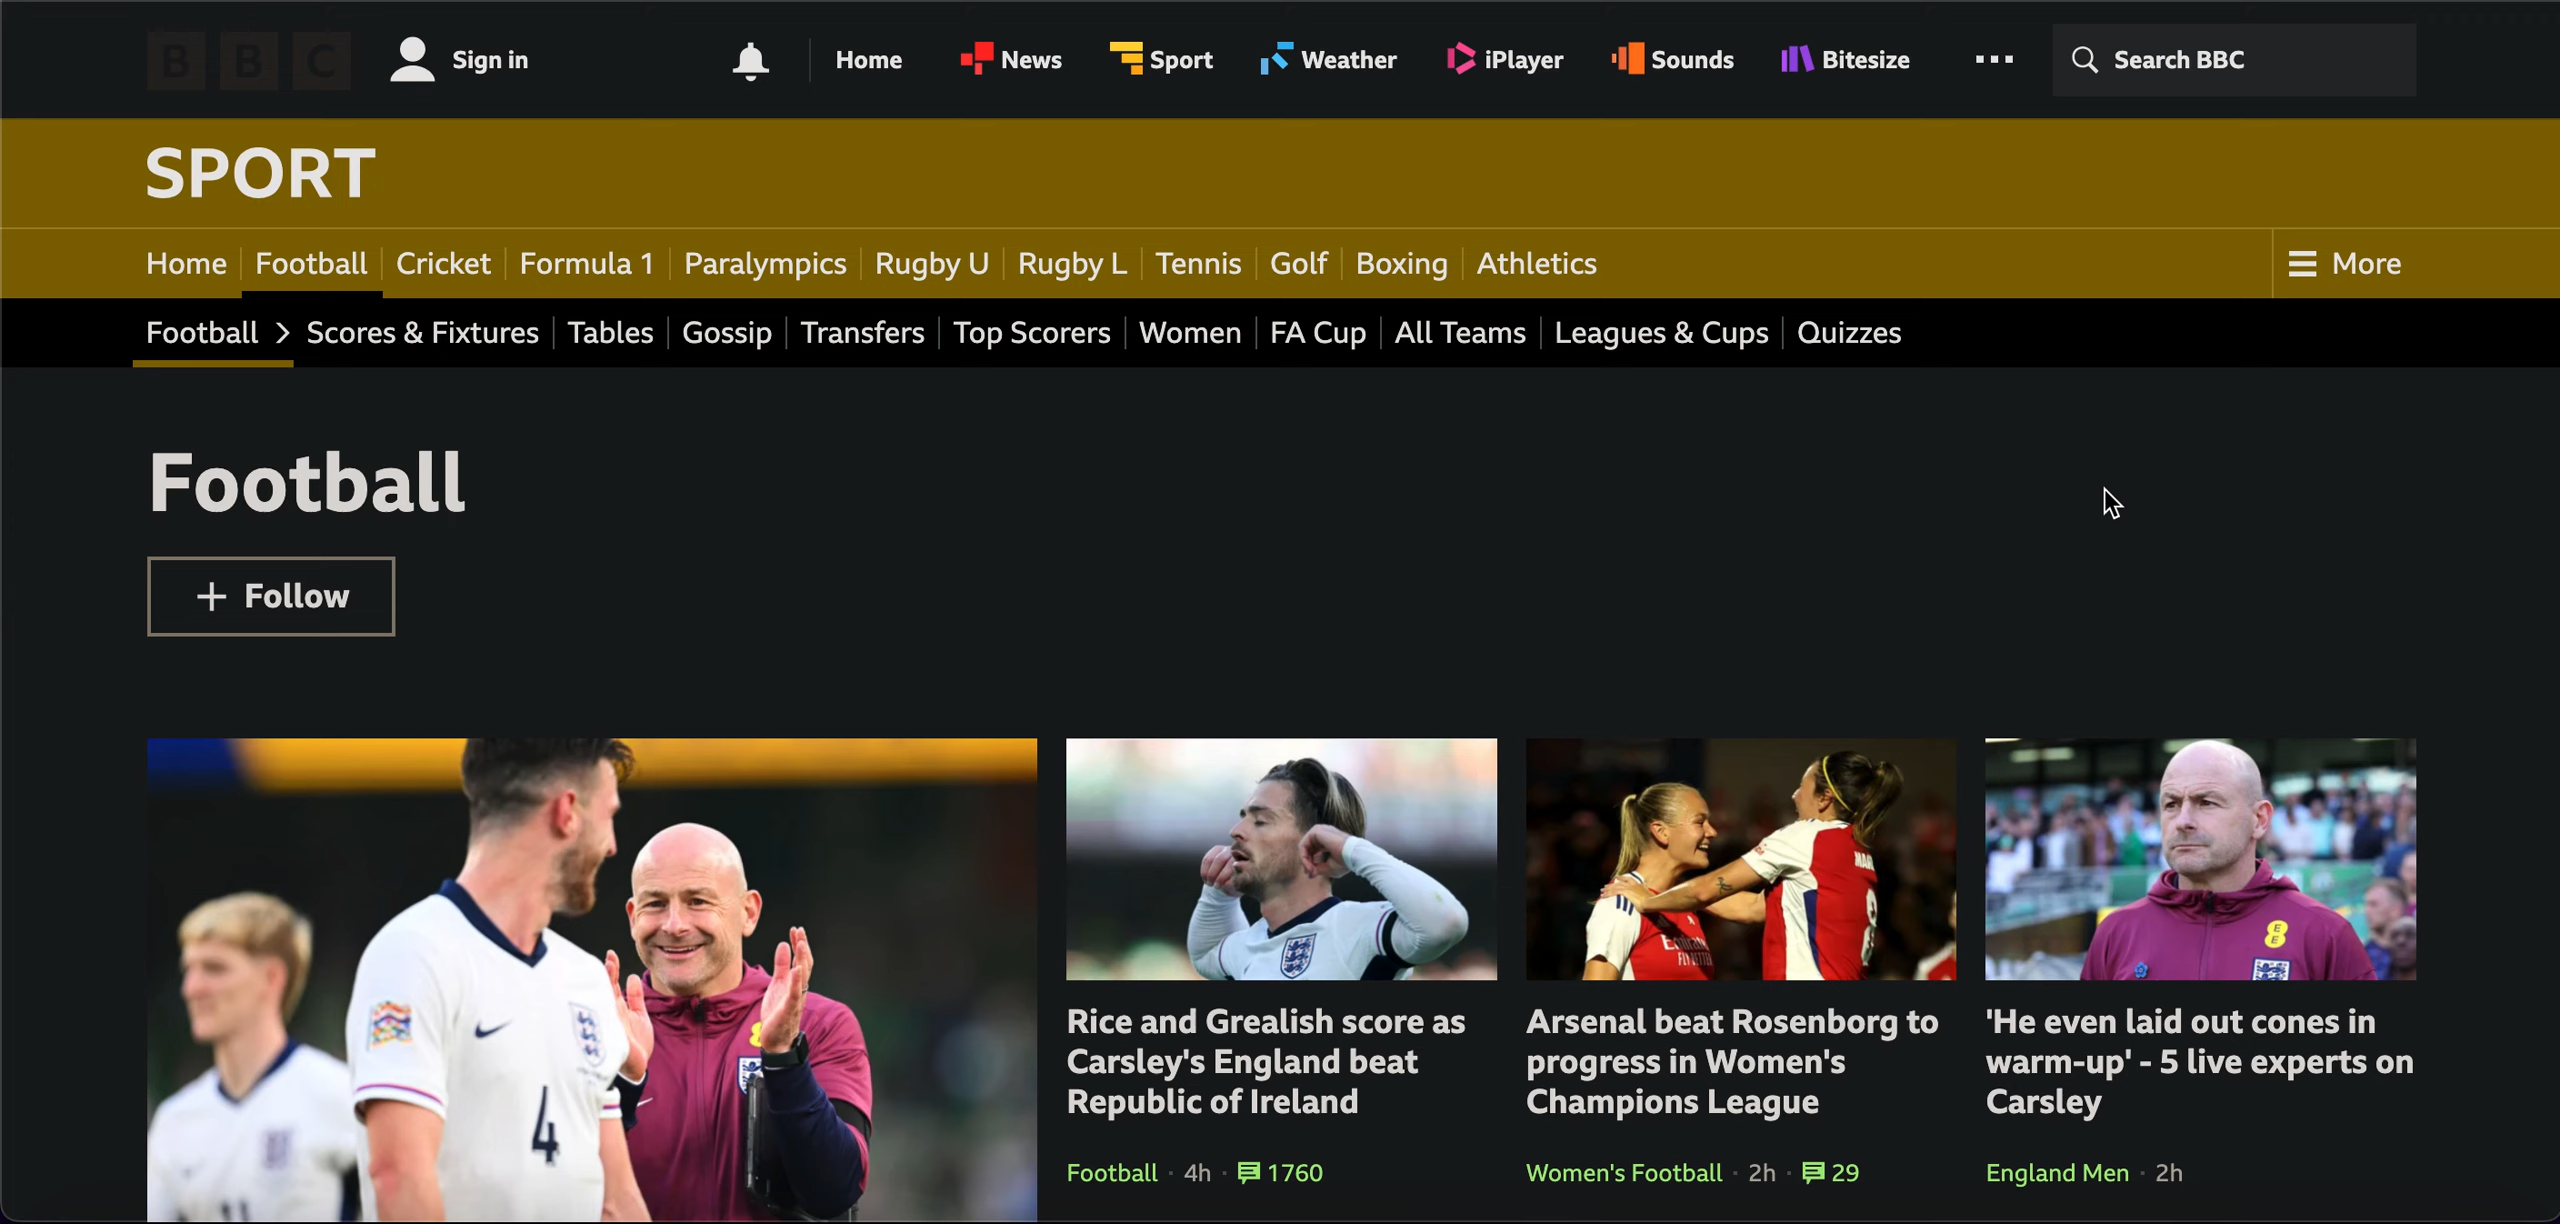 BBC
Sign in
Home
News
Sport
Weather
iPlayer
Sounds
Bitesize
Search BBC
SPORT
Home
Football
Cricket
Formula 1
Paralympics
Rugby U
Rugby L
Tennis
Golf
Boxing
Athletics
More
Football
Scores & Fixtures
Tables
Gossip
Transfers
Top Scorers
Women
FA Cup
All Teams
Leagues & Cups
Quizzes
Football
+ Follow
4
Rice and Grealish score as
Carsley's England beat
Republic of Ireland
Football · 4h · 1760
Arsenal beat Rosenborg to
progress in Women's
Champions League
Women's Football · 2h · 29
EE
'He even laid out cones in
warm-up' - 5 live experts on
Carsley
England Men · 2h